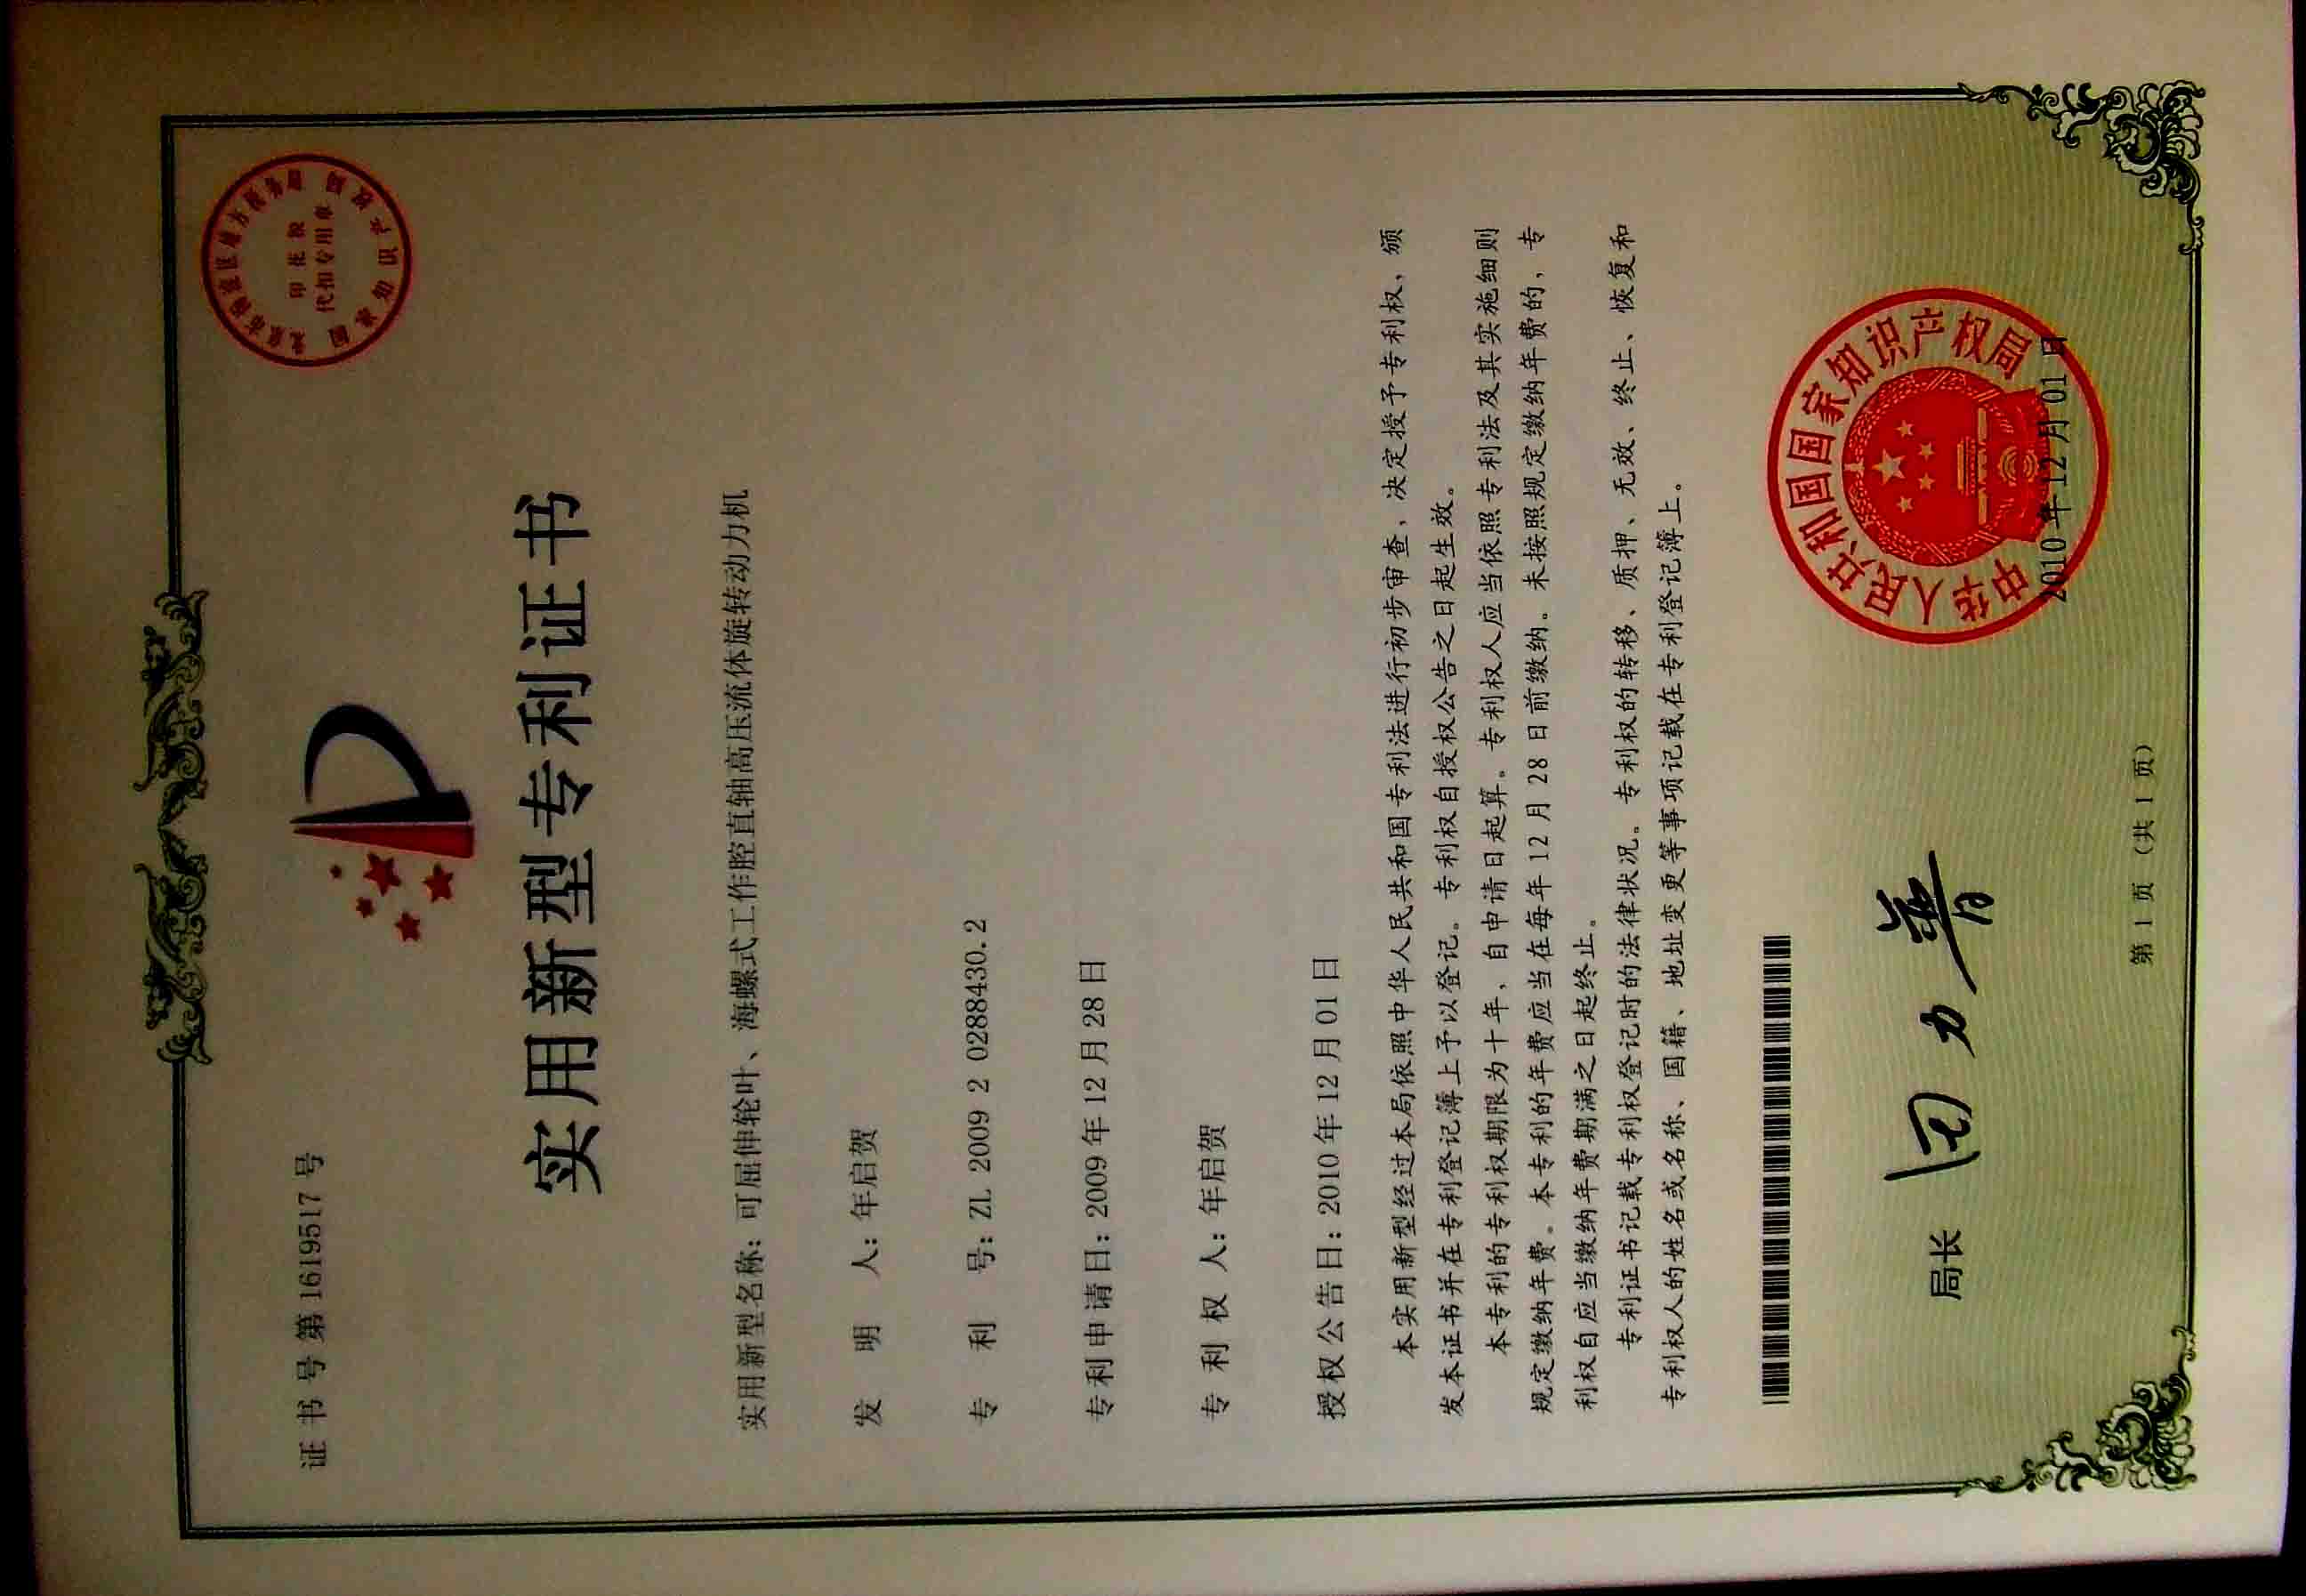 证书号第1619517号
印花税
代扣专用章
实用新型专利证书
实用新型名称：可屈伸轮叶、海螺式工作腔直轴高压流体旋转动力机
发明人：年启贺
专利号：ZL 2009 2 0288430.2
专利申请日：2009年12月28日
专利权人：年启贺
授权公告日：2010年12月01日
本实用新型经过本局依照中华人民共和国专利法进行初步审查，决定授予专利权，颁
发本证书并在专利登记簿上予以登记。专利权自授权公告之日起生效。
本专利的专利权期限为十年，自申请日起算。专利权人应当依照专利法及其实施细则
规定缴纳年费。本专利的年费应当在每年12月28日前缴纳。未按照规定缴纳年费的，专
利权自应当缴纳年费期满之日起终止。
专利证书记载专利权登记时的法律状况。专利权的转移、质押、无效、终止、恢复和
专利权人的姓名或名称、国籍、地址变更等事项记载在专利登记簿上。
局长 田力普
中华人民共和国国家知识产权局
2010年12月01日
第1页（共1页）